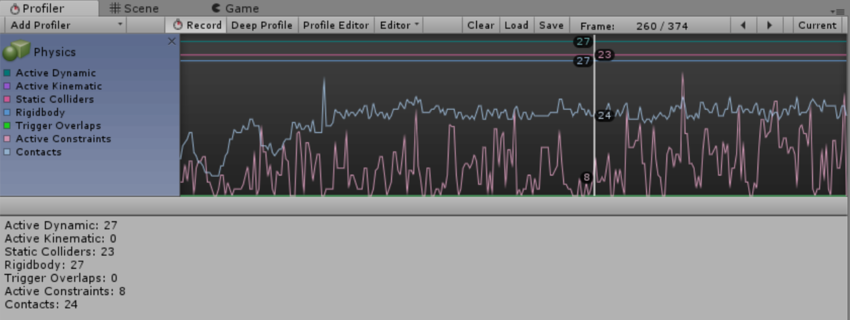 Profiler Scene Game
Add Profiler Record Deep Profile Profile Editor Editor Clear Load Save Frame: 260 / 374 Current
Physics
Active Dynamic
Active Kinematic
Static Colliders
Rigidbody
Trigger Overlaps
Active Constraints
Contacts
27
23
27
24
8
Active Dynamic: 27
Active Kinematic: 0
Static Colliders: 23
Rigidbody: 27
Trigger Overlaps: 0
Active Constraints: 8
Contacts: 24